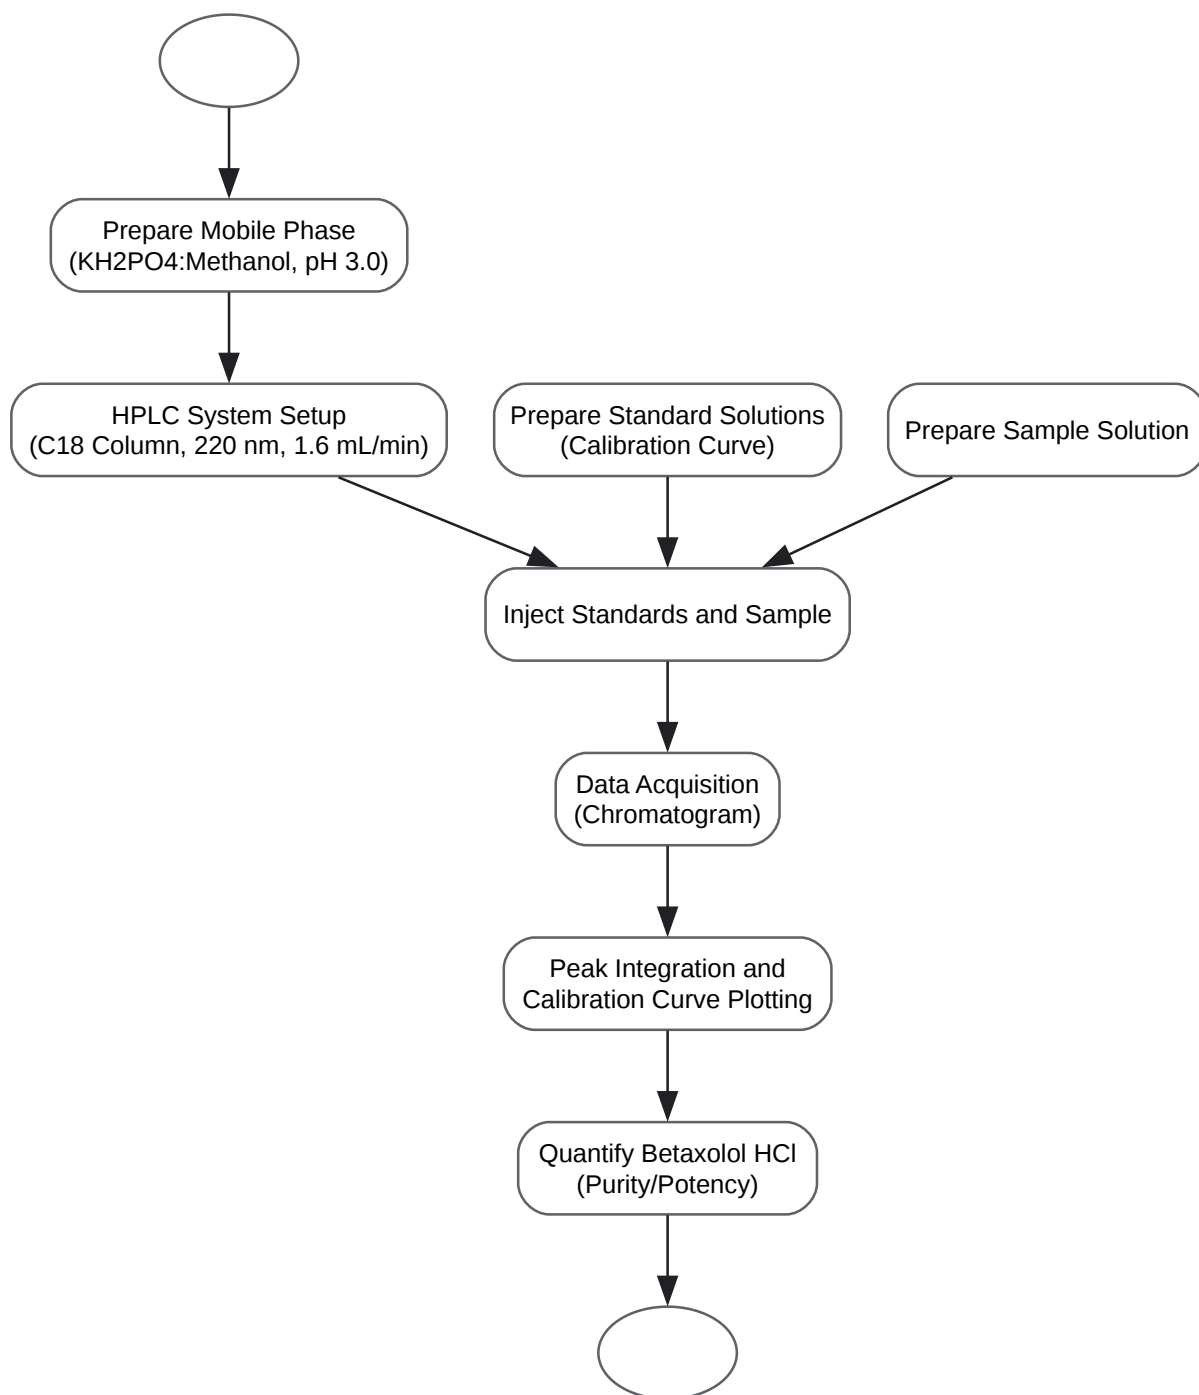 Prepare Mobile Phase
(KH2PO4:Methanol, pH 3.0)
HPLC System Setup
(C18 Column, 220 nm, 1.6 mL/min)
Prepare Standard Solutions
(Calibration Curve)
Prepare Sample Solution
Inject Standards and Sample
Data Acquisition
(Chromatogram)
Peak Integration and
Calibration Curve Plotting
Quantify Betaxolol HCl
(Purity/Potency)